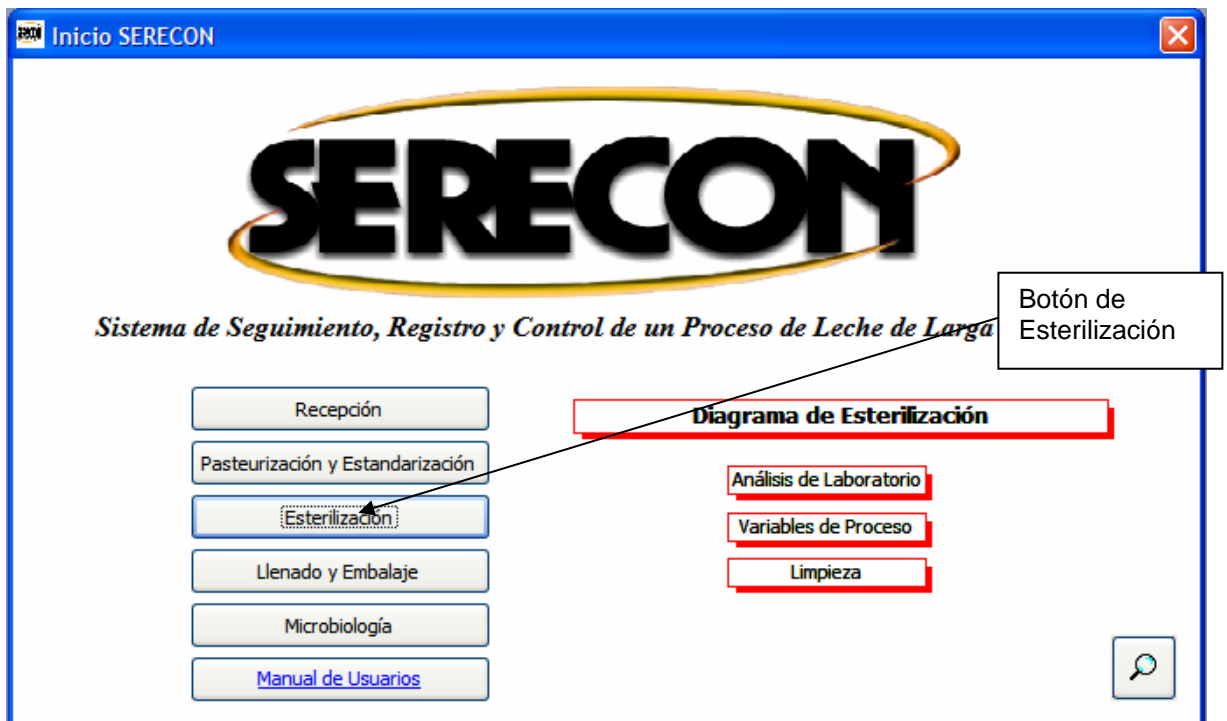 Inicio SERECON
SERECON
Sistema de Seguimiento, Registro y Control de un Proceso de Leche de Larga
Botón de
Esterilización
Recepción
Pasteurización y Estandarización
Esterilización
Llenado y Embalaje
Microbiología
Manual de Usuarios
Diagrama de Esterilización
Análisis de Laboratorio
Variables de Proceso
Limpieza